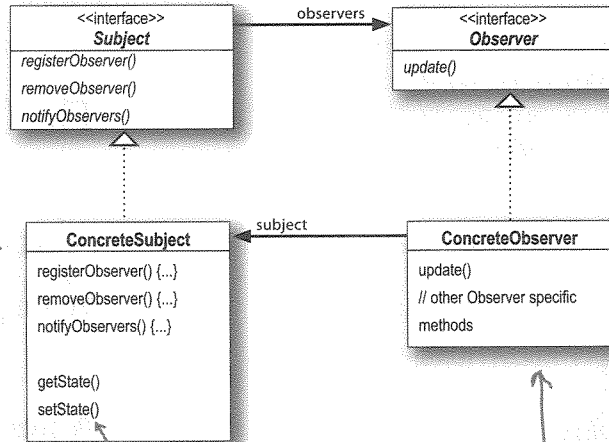 <<interface>>
Subject
registerObserver()
removeObserver()
notifyObservers()
observers
<<interface>>
Observer
update()
subject
ConcreteSubject
registerObserver() {...}
removeObserver() {...}
notifyObservers() {...}
getState()
setState()
ConcreteObserver
update()
// other Observer specific
methods